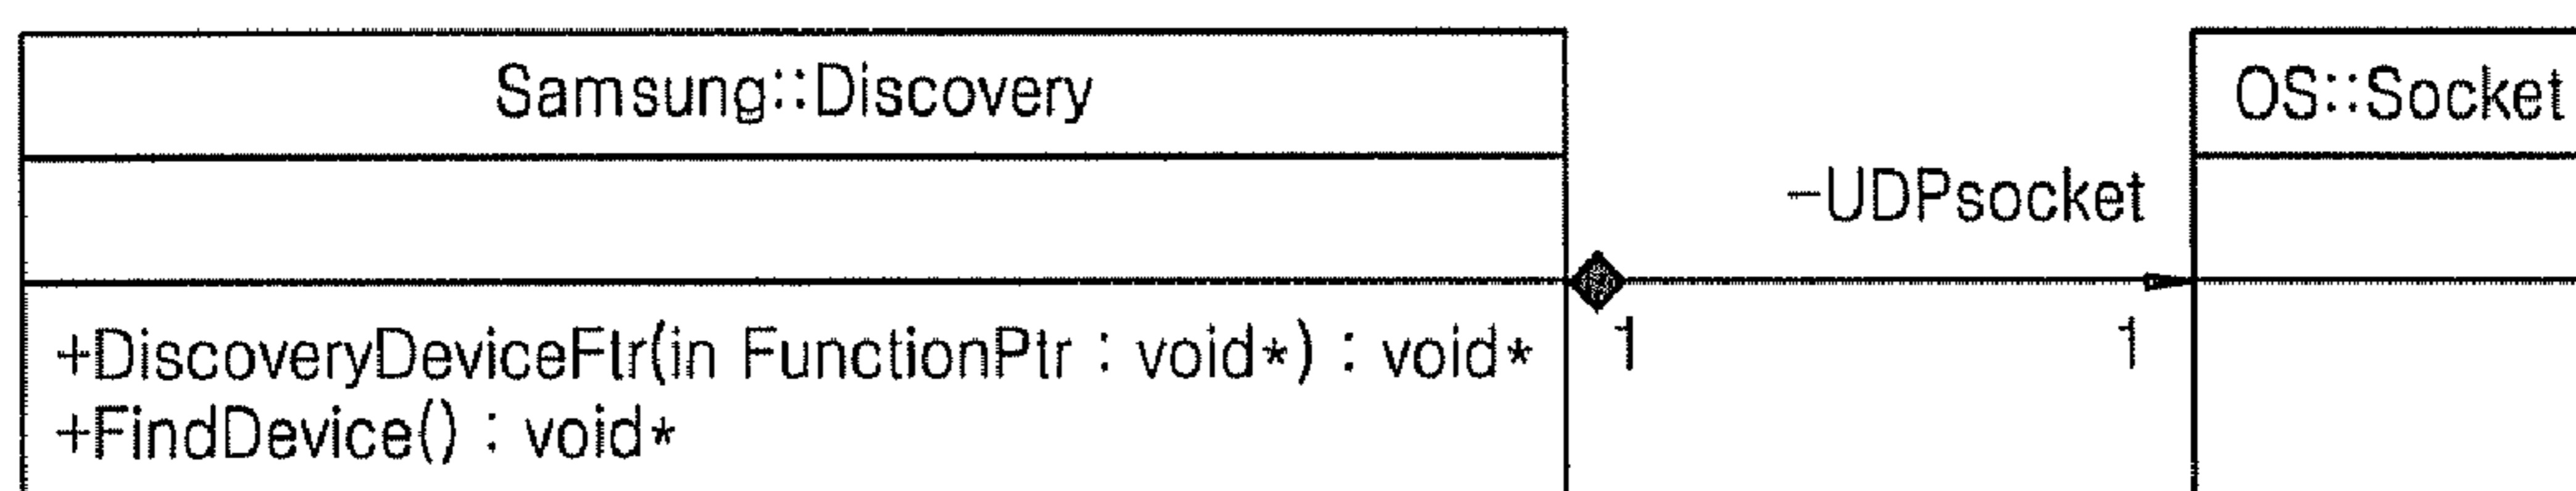 Samsung::Discovery
OS::Socket
-UDPsocket
1
1
+DiscoveryDeviceFtr(in FunctionPtr : void*) : void*
+FindDevice() : void*